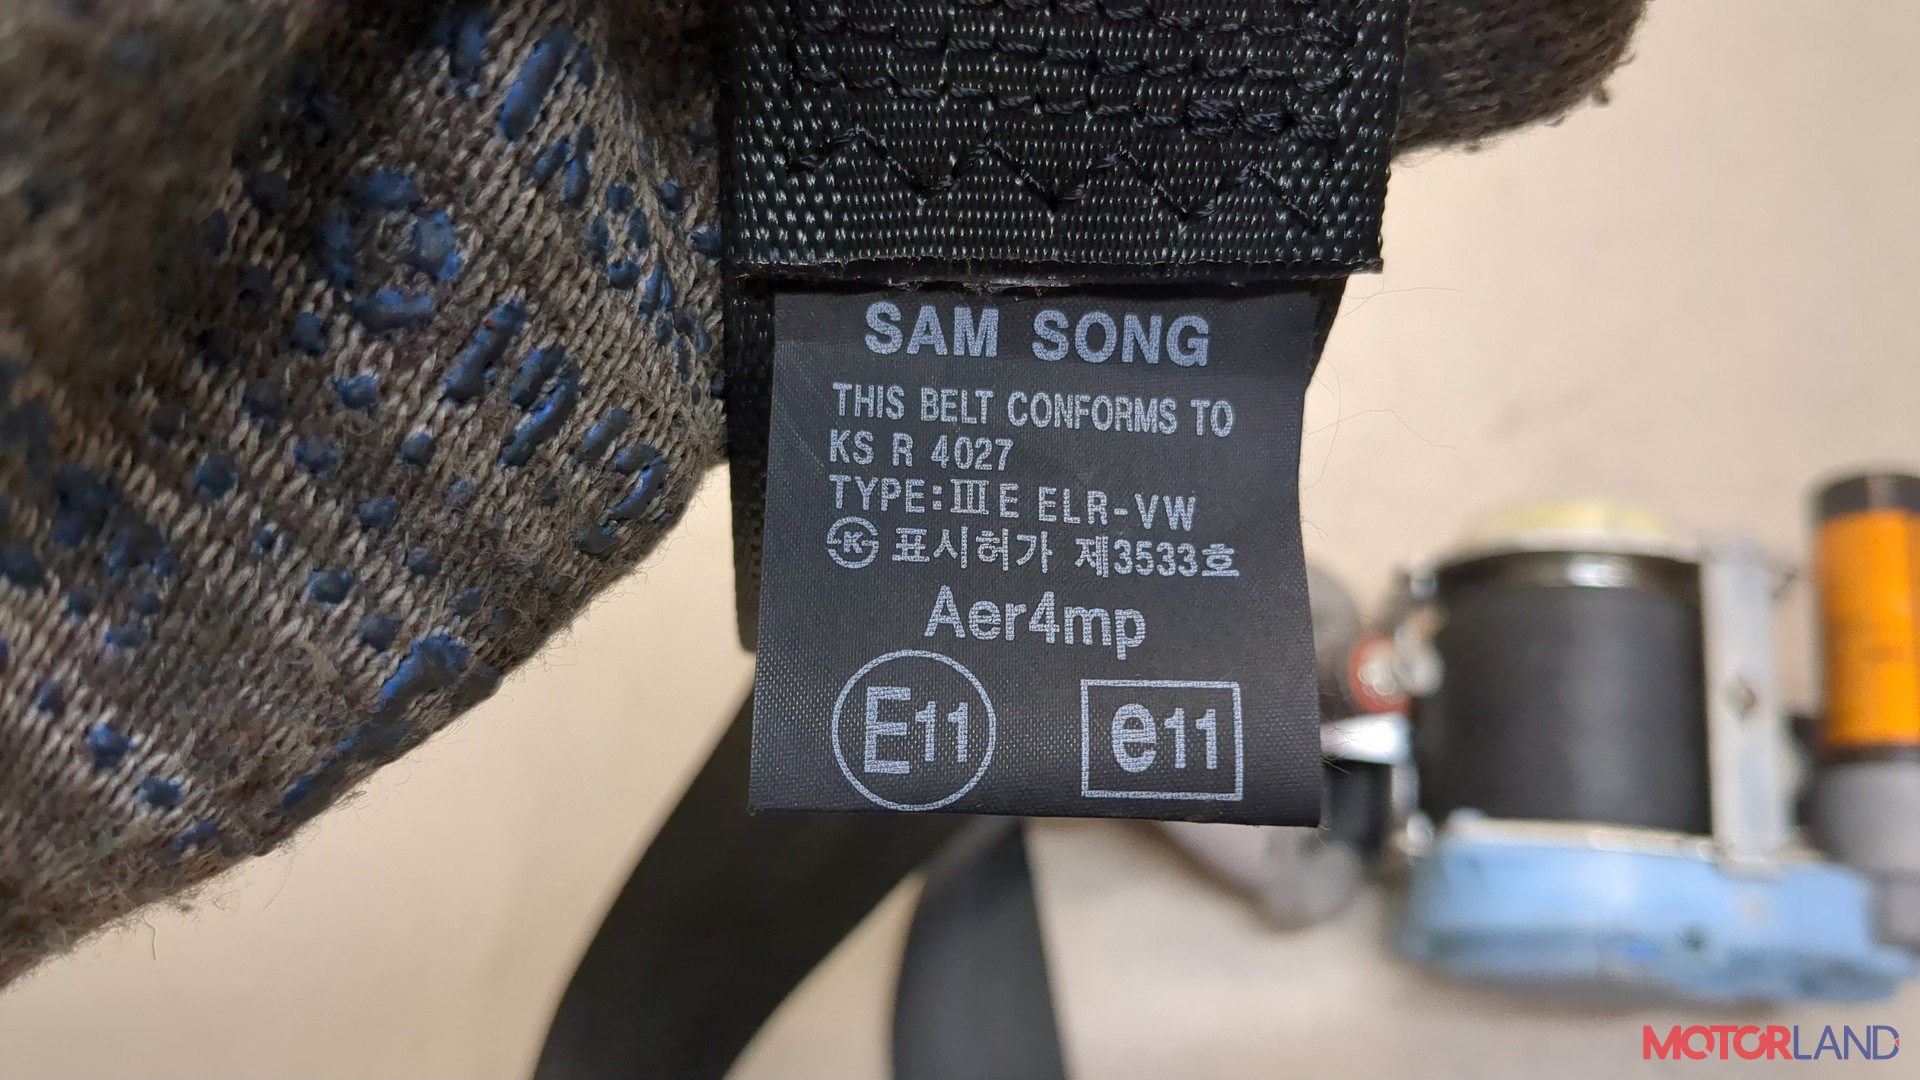 SAM SONG
THIS BELT CONFORMS TO
KS R 4027
TYPE:ⅢE ELR-VW
K 표시허가 제3533호
Aer4mp
E11 e11
MOTORLAND